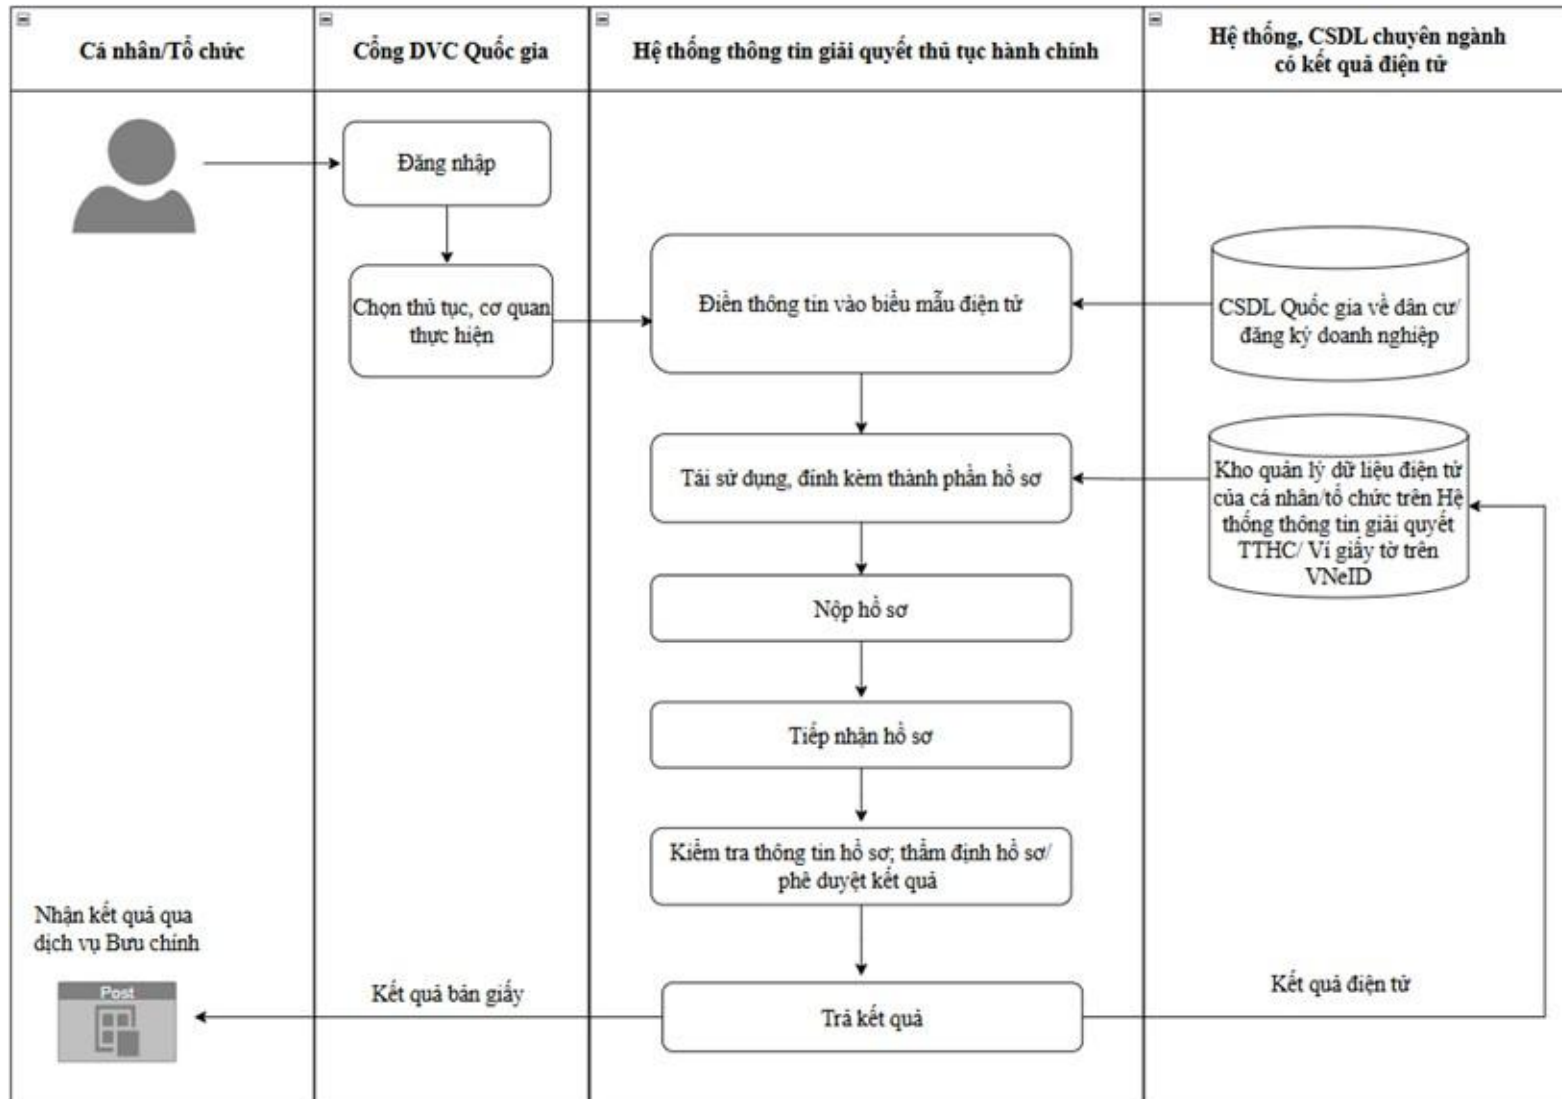 Cá nhân/Tổ chức
Cổng DVC Quốc gia
Hệ thống thông tin giải quyết thủ tục hành chính
Hệ thống, CSDL chuyên ngành
có kết quả điện tử
Đăng nhập
Chọn thủ tục, cơ quan
thực hiện
Điền thông tin vào biểu mẫu điện tử
CSDL Quốc gia về dân cư/
đăng ký doanh nghiệp
Tái sử dụng, đính kèm thành phần hồ sơ
Kho quản lý dữ liệu điện tử
của cá nhân/tổ chức trên Hệ
thống thông tin giải quyết
TTHC/ Ví giấy tờ trên
VNeID
Nộp hồ sơ
Tiếp nhận hồ sơ
Kiểm tra thông tin hồ sơ; thẩm định hồ sơ/
phê duyệt kết quả
Nhận kết quả qua
dịch vụ Bưu chính
Post
Kết quả bản giấy
Trả kết quả
Kết quả điện tử